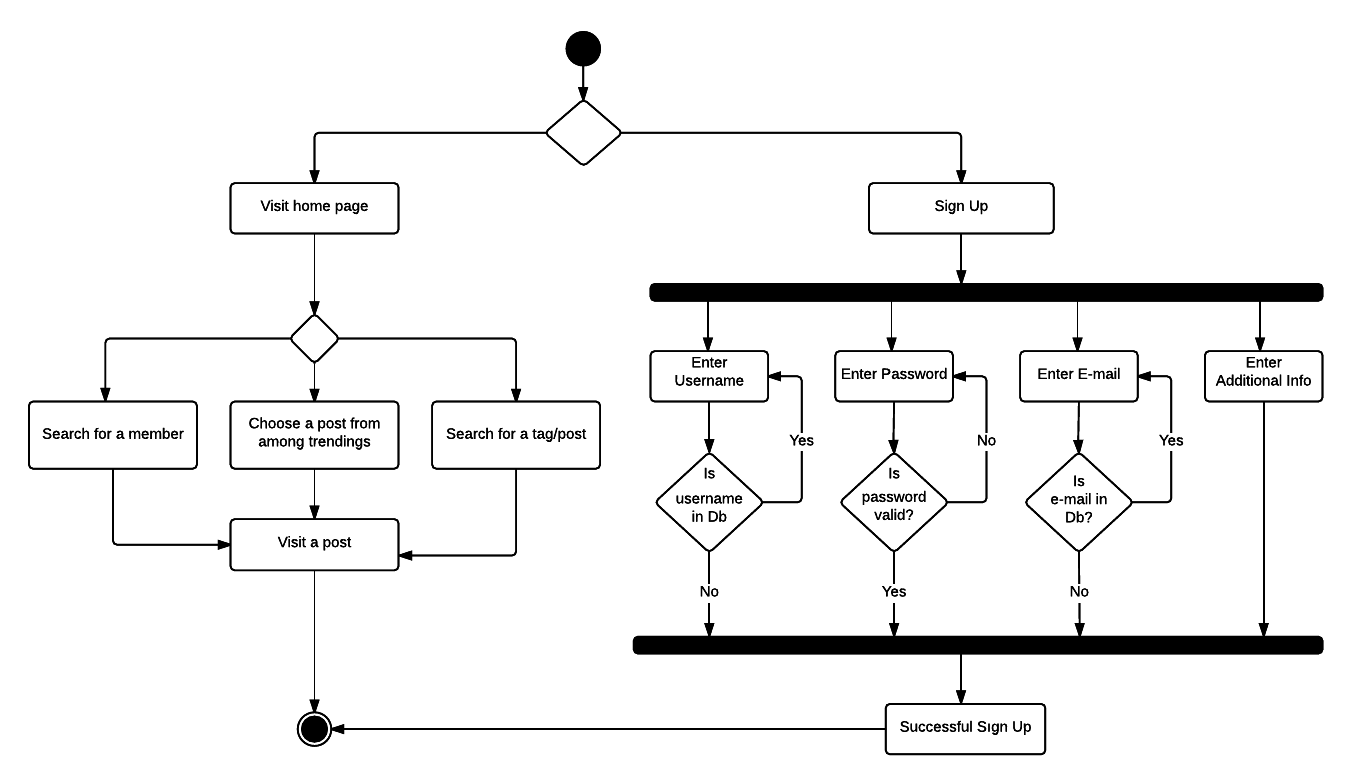 Visit home page
Sign Up
Enter
Username
Enter Password
Enter E-mail
Enter
Additional Info
Search for a member
Choose a post from
among trendings
Search for a tag/post
Yes
No
Yes
Is
username
in Db
Is
password
valid?
Is
e-mail in
Db?
Visit a post
No
Yes
No
Successful Sign Up